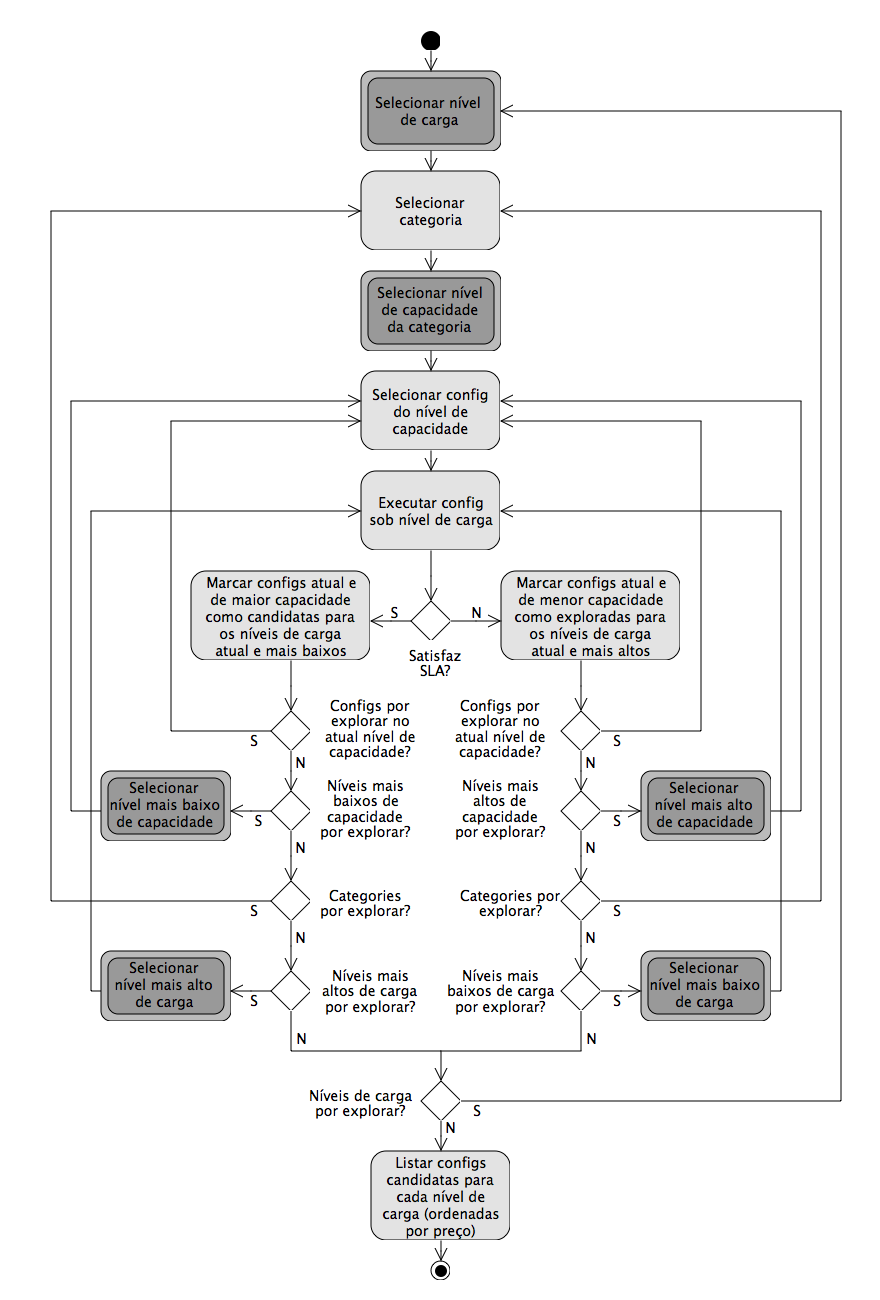 Selecionar nível
de carga
Selecionar
categoria
Selecionar nível
de capacidade
da categoria
Selecionar config
do nível de
capacidade
Executar config
sob nível de carga
Marcar configs atual e
de maior capacidade
como candidatas para
os níveis de carga
atual e mais baixos
S
N
Satisfaz
SLA?
Marcar configs atual e
de menor capacidade
como exploradas para
os níveis de carga
atual e mais altos
Configs por
explorar no
atual nível de
capacidade?
S
N
Configs por
explorar no
atual nível de
capacidade?
S
N
Selecionar
nível mais baixo
de capacidade
S
Níveis mais
baixos de
capacidade
por explorar?
N
Níveis mais
altos de
capacidade
por explorar?
S
N
Selecionar
nível mais alto
de capacidade
S
Categories
por explorar?
N
Categories por
explorar?
S
N
Selecionar
nível mais alto
de carga
S
Níveis mais
altos de carga
por explorar?
N
Níveis mais
baixos de carga
por explorar?
S
N
Selecionar
nível mais baixo
de carga
Níveis de carga
por explorar?
S
N
Listar configs
candidatas para
cada nível de
carga (ordenadas
por preço)